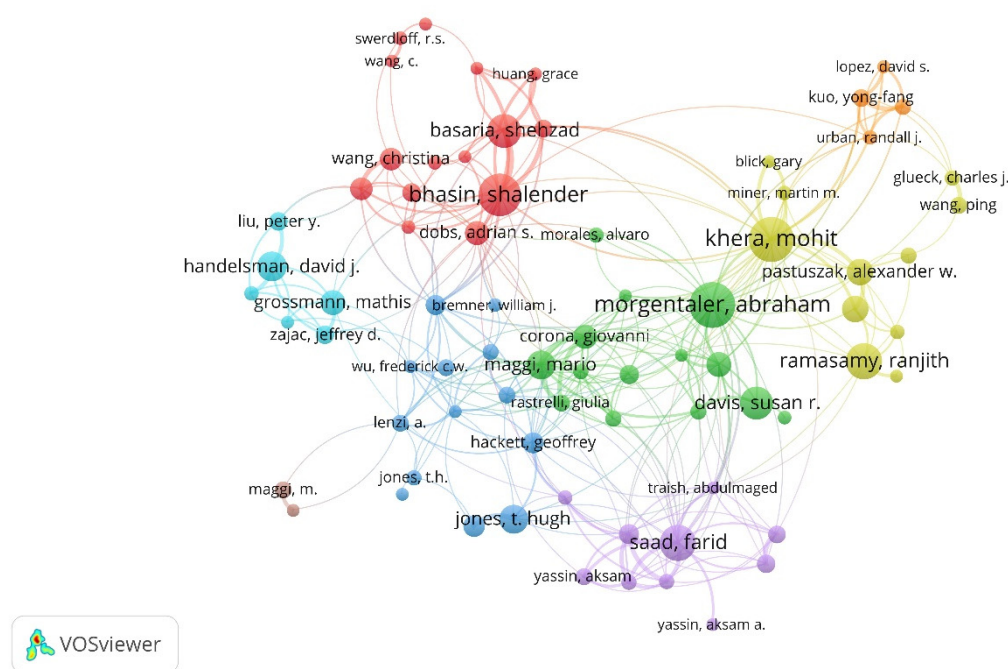 swerdloff, r.s.
wang, c.
huang, grace
lopez, david s.
kuo, yong-fang
basaria, shehzad
urban, randall j.
wang, christina
blick, gary
glueck, charles j.
bhasin, shalender
miner, martin m.
wang, ping
liu, peter y.
dobs, adrian s.
morales, alvaro
khera, mohit
handelsman, david j.
pastuszak, alexander w.
grossmann, mathis
bremner, william j.
morgentaler, abraham
zajac, jeffrey d.
corona, giovanni
wu, frederick c.w.
maggi, mario
ramasamy, ranjith
rastrelli, giulia
davis, susan r.
lenzi, a.
hackett, geoffrey
jones, t.h.
maggi, m.
traish, abdulmaged
jones, t. hugh
saad, farid
yassin, aksam
yassin, aksam a.
VOSviewer